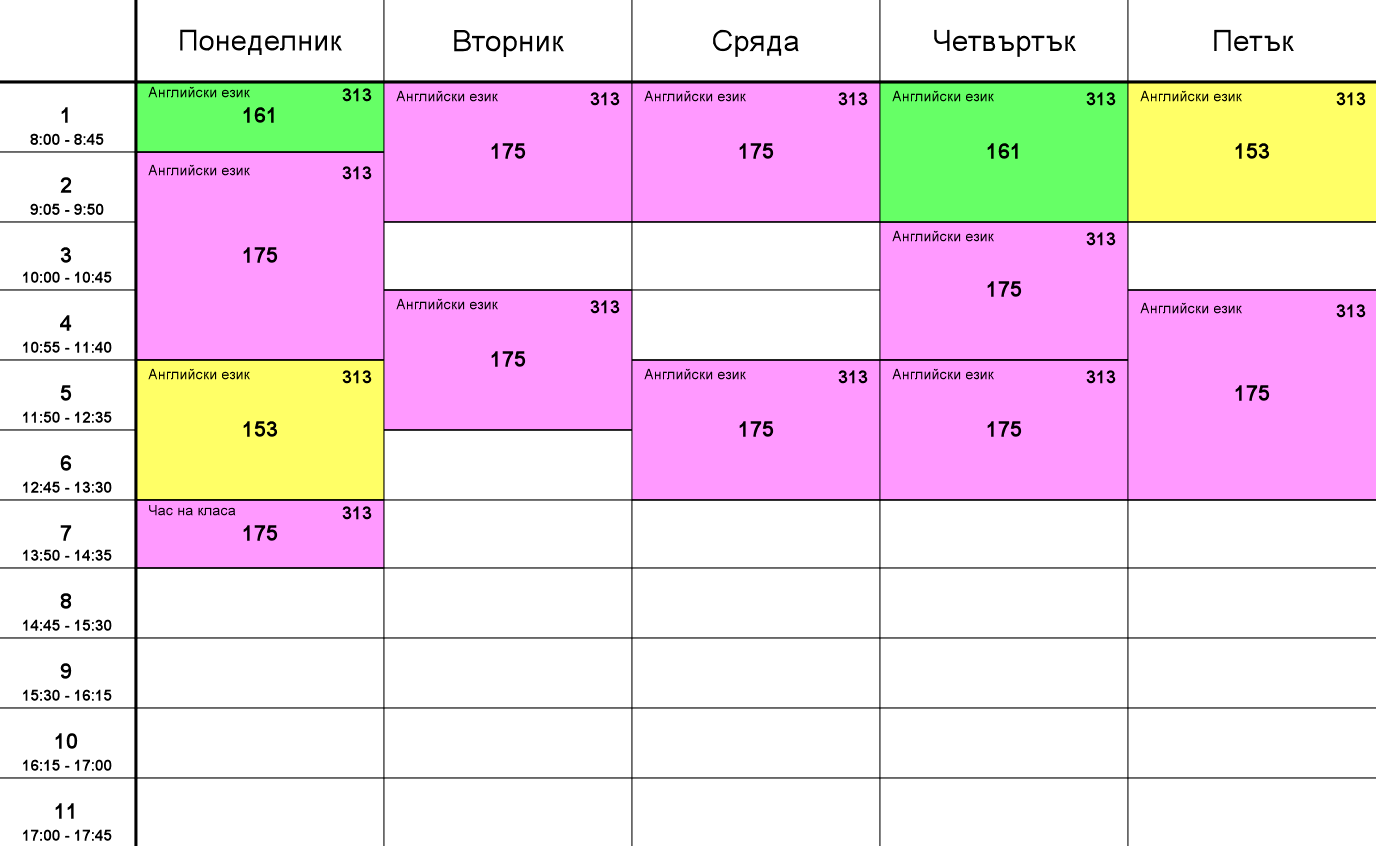 Понеделник Вторник Сряда Четвъртък Петък
1
8:00 - 8:45
Английски език 313
161
Английски език 313
175
Английски език 313
175
Английски език 313
161
Английски език 313
153
2
9:05 - 9:50
Английски език 313
175
3
10:00 - 10:45
Английски език 313
175
4
10:55 - 11:40
Английски език 313
175
Английски език 313
175
5
11:50 - 12:35
Английски език 313
153
Английски език 313
175
Английски език 313
175
6
12:45 - 13:30
7
13:50 - 14:35
Час на класа 313
175
8
14:45 - 15:30
9
15:30 - 16:15
10
16:15 - 17:00
11
17:00 - 17:45